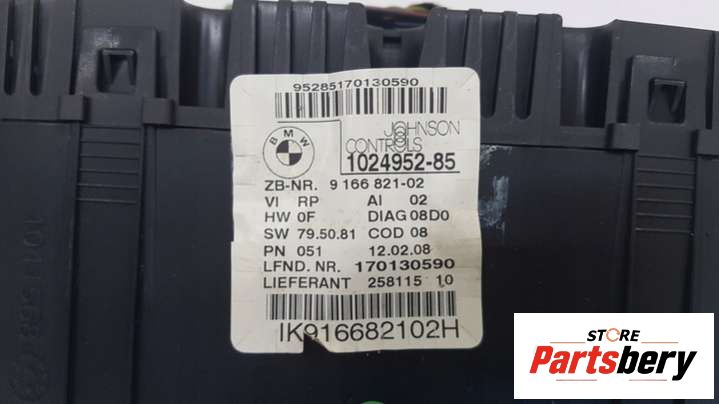 95285170130590
BMW
JOHNSON
CONTROLS
1024952-85
ZB-NR. 9 166 821-02
VI RP AI 02
HW 0F DIAG 08D0
SW 79.50.81 COD 08
PN 051 12.02.08
LFND. NR. 170130590
LIEFERANT 258115 10
IK916682102H
STORE
Partsbery